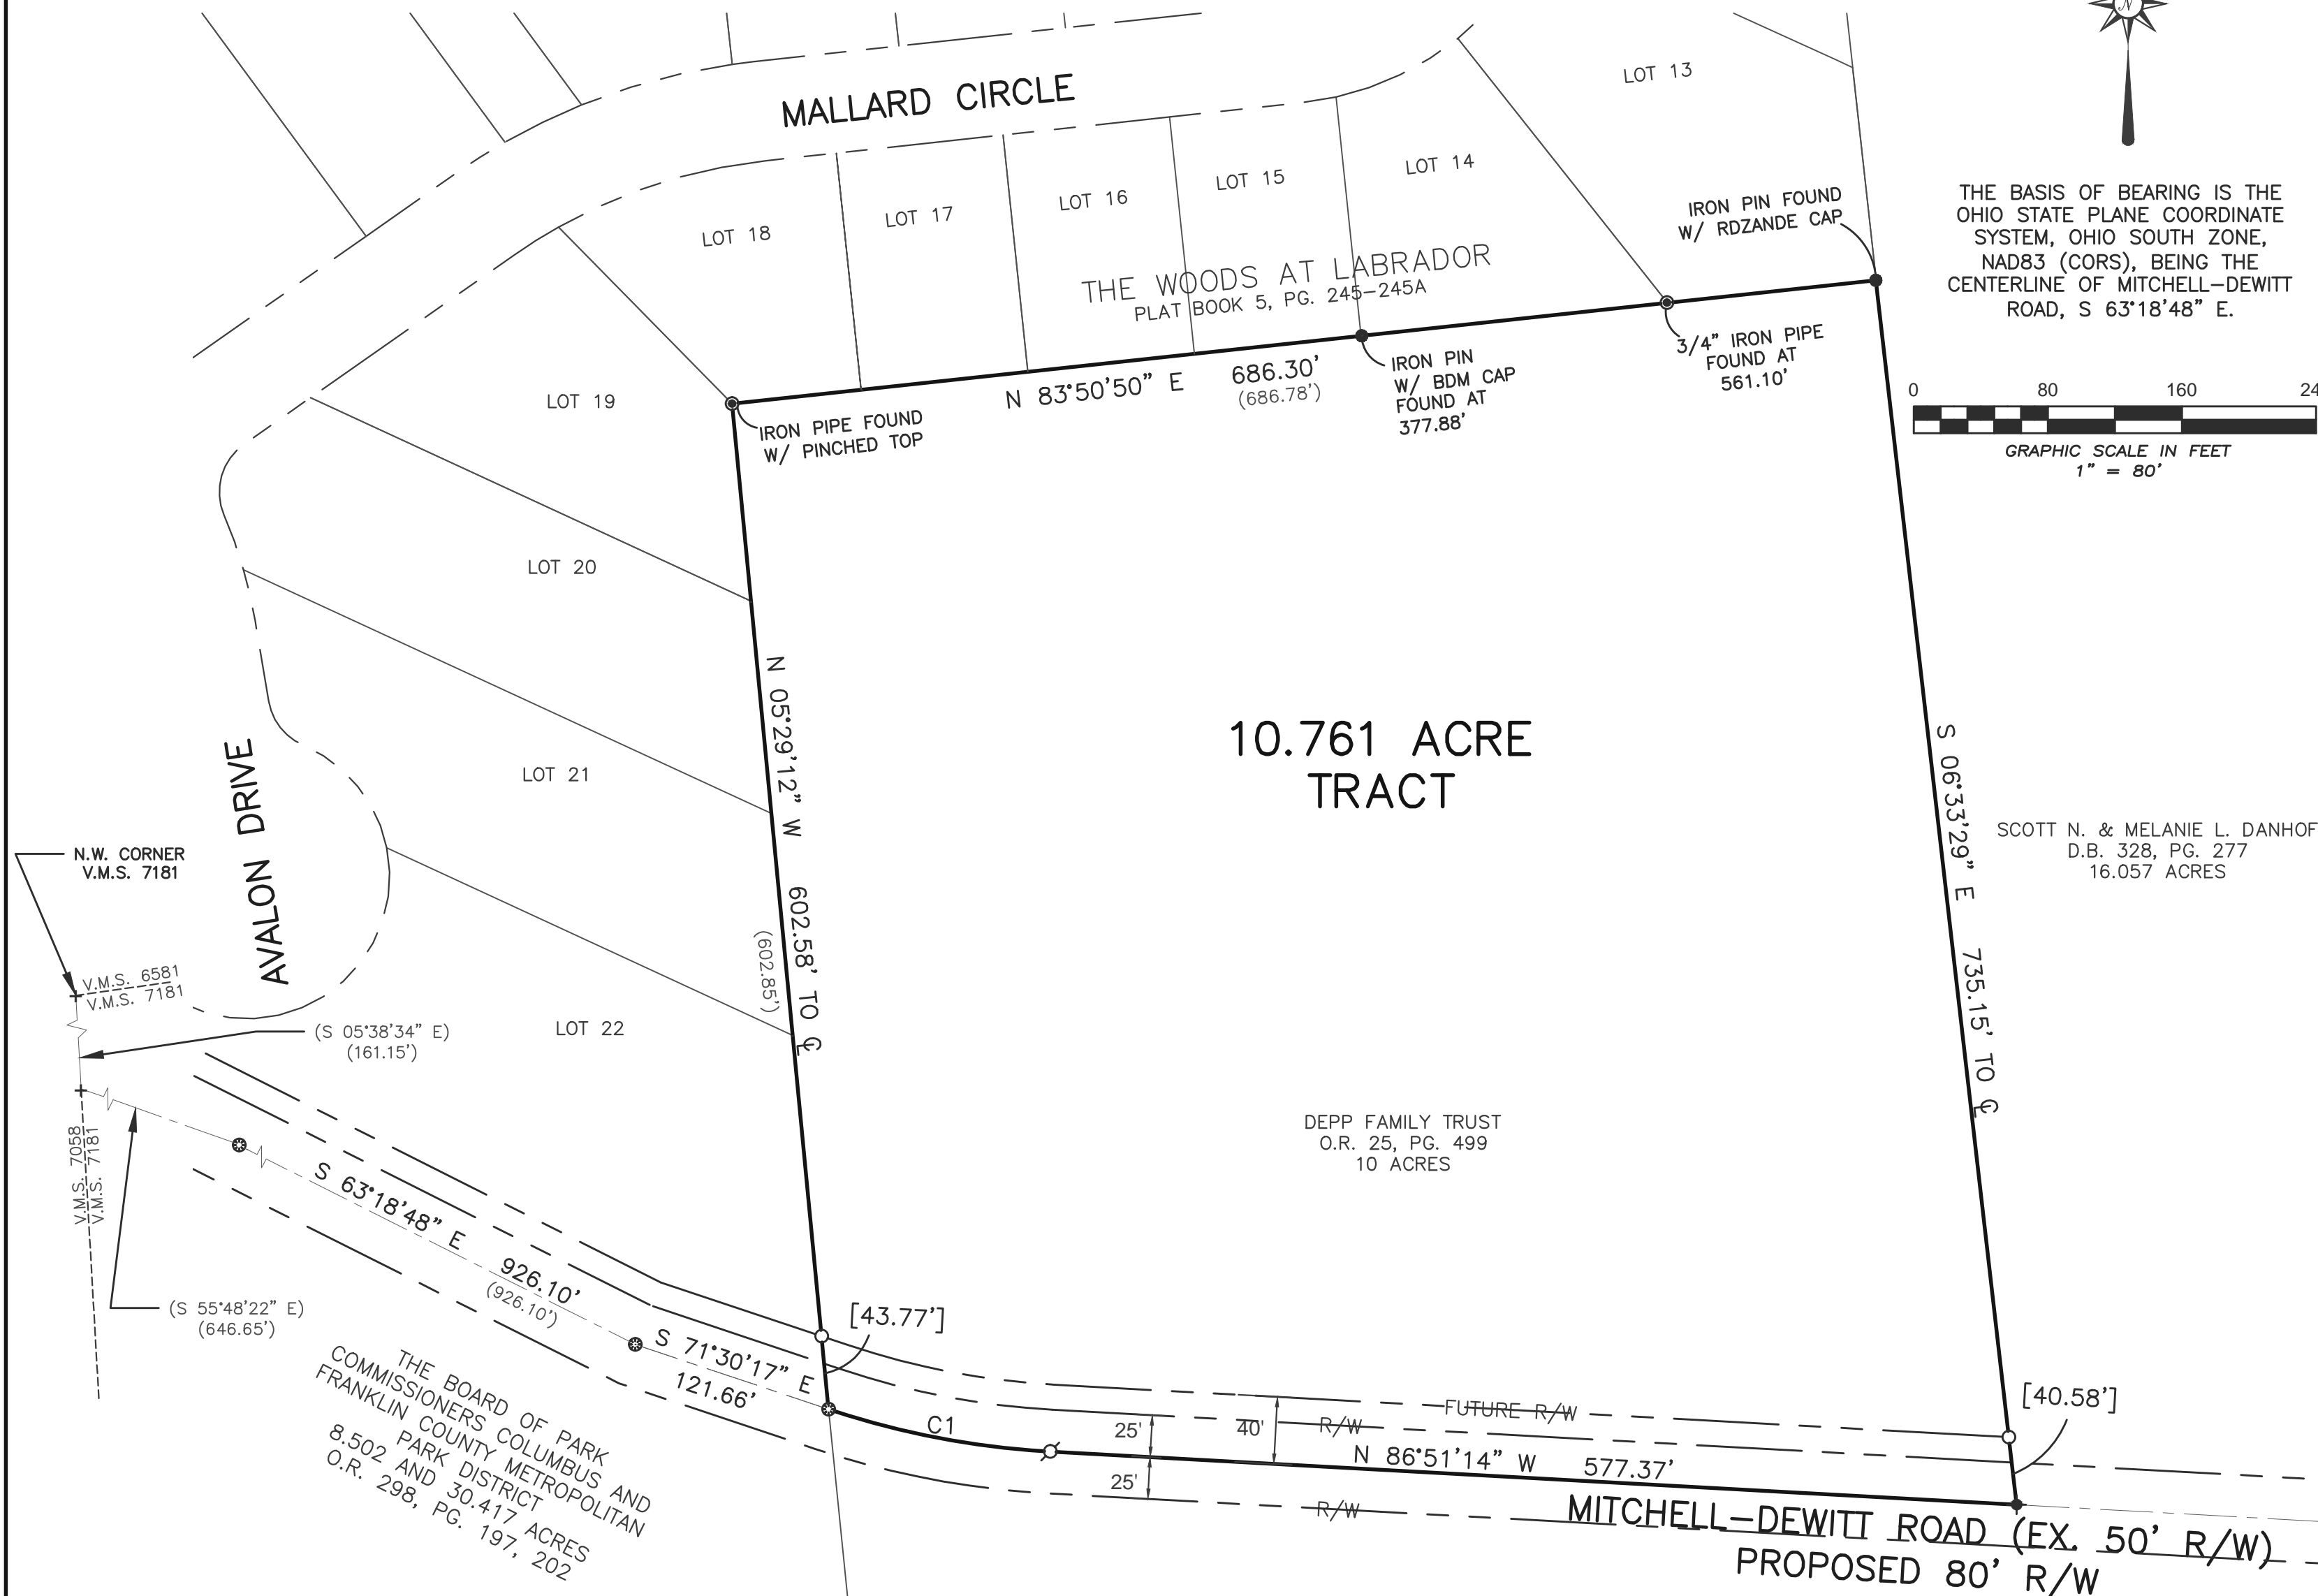 N
MALLARD CIRCLE
LOT 13
LOT 14
LOT 15
LOT 16
LOT 17
LOT 18
THE WOODS AT LABRADOR
PLAT BOOK 5, PG. 245-245A
IRON PIN FOUND
W/ RDZANDE CAP
THE BASIS OF BEARING IS THE
OHIO STATE PLANE COORDINATE
SYSTEM, OHIO SOUTH ZONE,
NAD83 (CORS), BEING THE
CENTERLINE OF MITCHELL-DEWITT
ROAD, S 63°18'48" E.
0 80 160 24
GRAPHIC SCALE IN FEET
1" = 80'
3/4" IRON PIPE
FOUND AT
561.10'
IRON PIN
W/ BDM CAP
FOUND AT
377.88'
N 83°50'50" E 686.30'
(686.78')
IRON PIPE FOUND
W/ PINCHED TOP
LOT 19
LOT 20
LOT 21
LOT 22
AVALON DRIVE
N 05°29'12" W 602.58' TO ℄
(602.85')
10.761 ACRE
TRACT
S 06°33'29" E 735.15' TO ℄
SCOTT N. & MELANIE L. DANHOF
D.B. 328, PG. 277
16.057 ACRES
DEPP FAMILY TRUST
O.R. 25, PG. 499
10 ACRES
N.W. CORNER
V.M.S. 7181
V.M.S. 6581
V.M.S. 7181
(S 05°38'34" E)
(161.15')
V.M.S. 7058
V.M.S. 7181
(S 55°48'22" E)
(646.65')
S 63°18'48" E 926.10'
(926.10')
S 71°30'17" E
121.66'
[43.77']
C1
25'
25'
40'
FUTURE R/W
R/W
R/W
N 86°51'14" W 577.37'
[40.58']
MITCHELL-DEWITT ROAD (EX. 50' R/W)
PROPOSED 80' R/W
THE BOARD OF PARK
COMMISSIONERS COLUMBUS AND
FRANKLIN COUNTY METROPOLITAN
PARK DISTRICT
8.502 AND 30.417 ACRES
O.R. 298, PG. 197, 202